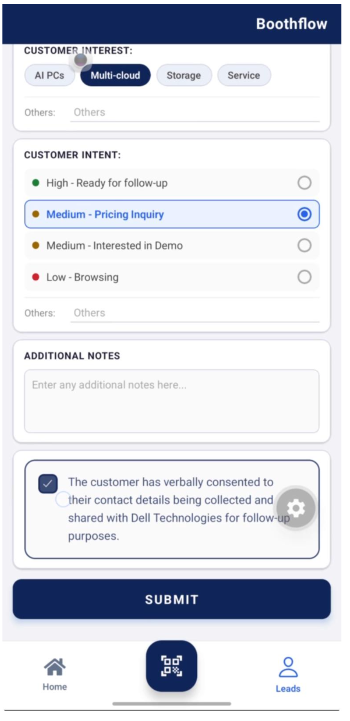 Boothflow
CUSTOMER INTEREST:
AI PCs Multi-cloud Storage Service
Others: Others
CUSTOMER INTENT:
High - Ready for follow-up
Medium - Pricing Inquiry
Medium - Interested in Demo
Low - Browsing
Others: Others
ADDITIONAL NOTES
Enter any additional notes here...
The customer has verbally consented to
their contact details being collected and
shared with Dell Technologies for follow-up
purposes.
SUBMIT
Home
Leads